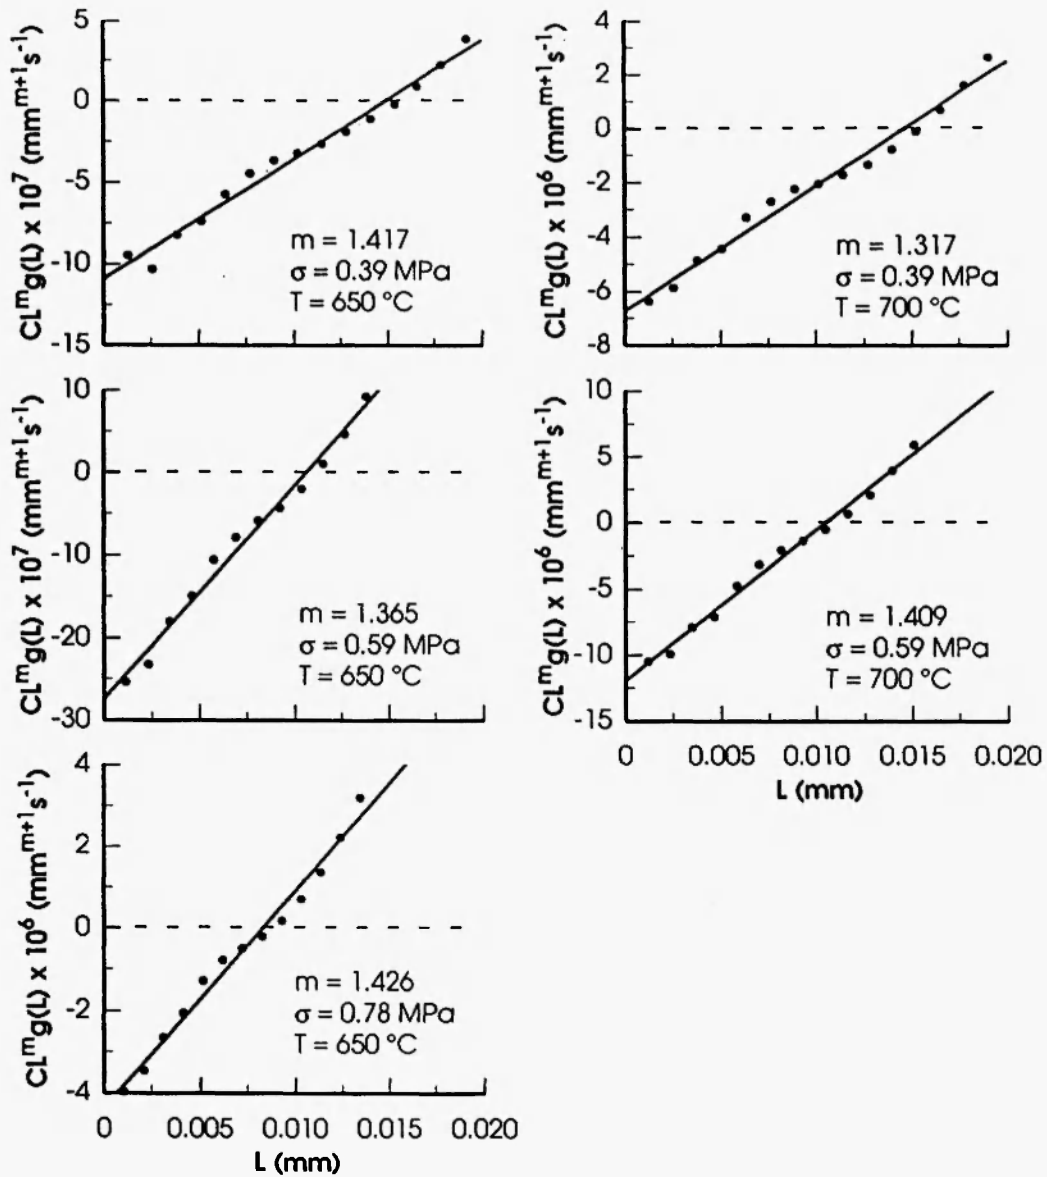 CL^m g(L) x 10^7 (mm^m+1 s^-1)
5
0
-5
-10
-15
m = 1.417
σ = 0.39 MPa
T = 650 °C
CL^m g(L) x 10^6 (mm^m+1 s^-1)
4
2
0
-2
-4
-6
-8
m = 1.317
σ = 0.39 MPa
T = 700 °C
CL^m g(L) x 10^7 (mm^m+1 s^-1)
10
0
-10
-20
-30
m = 1.365
σ = 0.59 MPa
T = 650 °C
CL^m g(L) x 10^6 (mm^m+1 s^-1)
10
5
0
-5
-10
-15
m = 1.409
σ = 0.59 MPa
T = 700 °C
0 0.005 0.010 0.015 0.020
L (mm)
CL^m g(L) x 10^6 (mm^m+1 s^-1)
4
2
0
-2
-4
m = 1.426
σ = 0.78 MPa
T = 650 °C
0 0.005 0.010 0.015 0.020
L (mm)